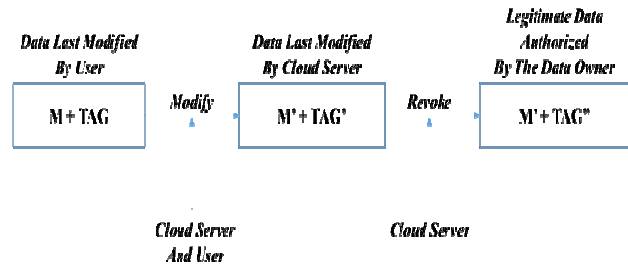 Data Last Modified
By User
Data Last Modified
By Cloud Server
Legitimate Data
Authorized
By The Data Owner
M + TAG
Modify
M' + TAG'
Revoke
M' + TAG''
Cloud Server
And User
Cloud Server